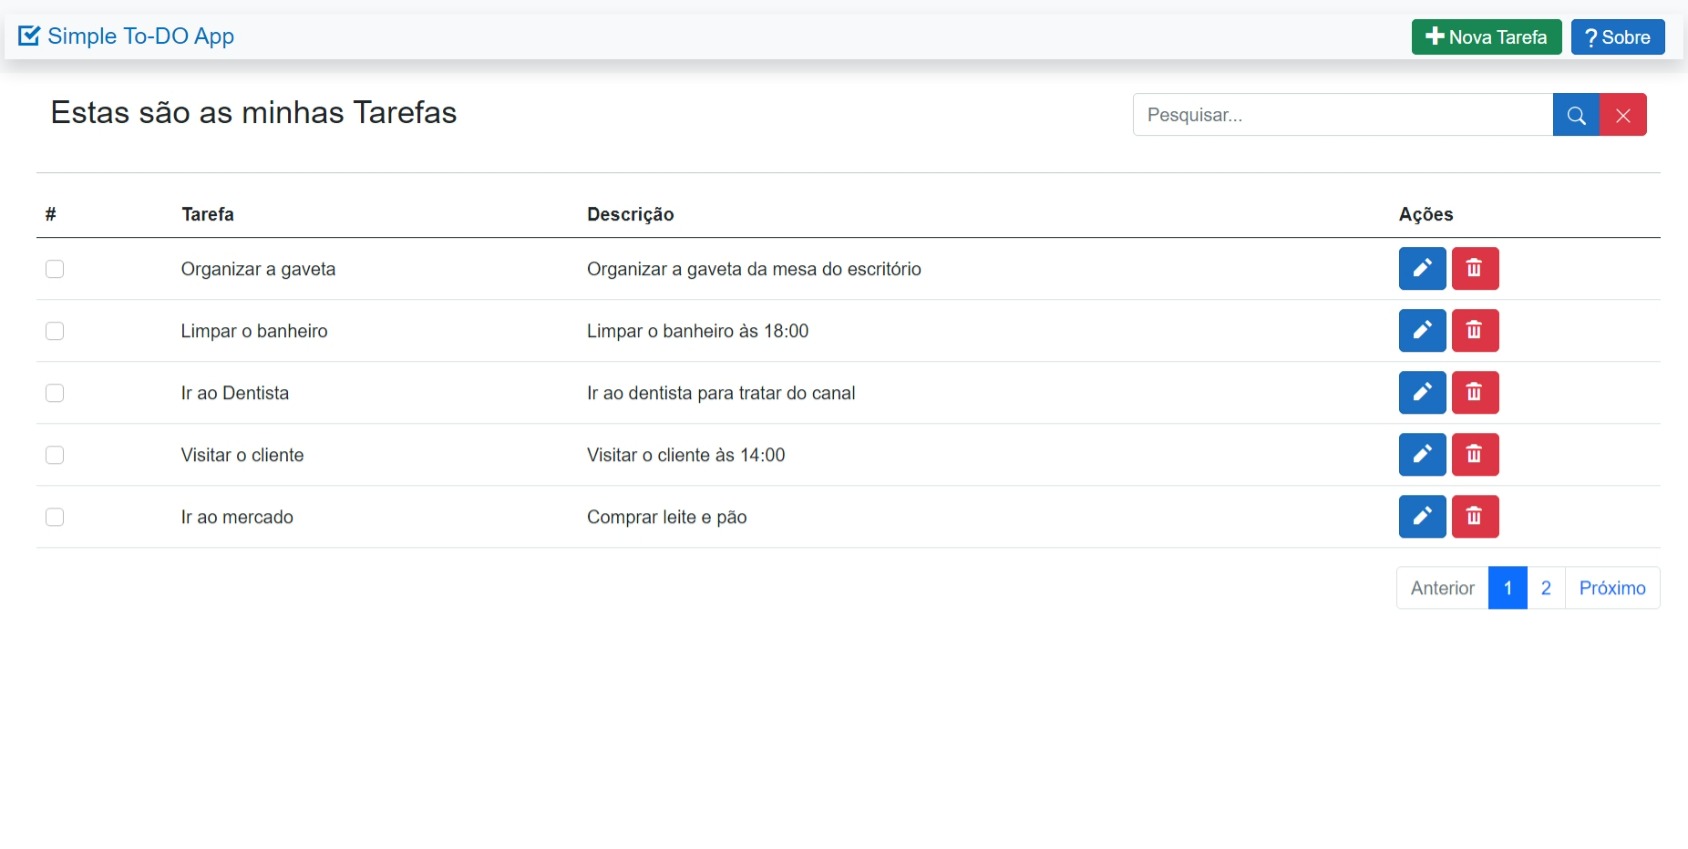 Simple To-DO App
Nova Tarefa
? Sobre
Estas são as minhas Tarefas
Pesquisar...
# Tarefa Descrição Ações
Organizar a gaveta Organizar a gaveta da mesa do escritório
Limpar o banheiro Limpar o banheiro às 18:00
Ir ao Dentista Ir ao dentista para tratar do canal
Visitar o cliente Visitar o cliente às 14:00
Ir ao mercado Comprar leite e pão
Anterior 1 2 Próximo